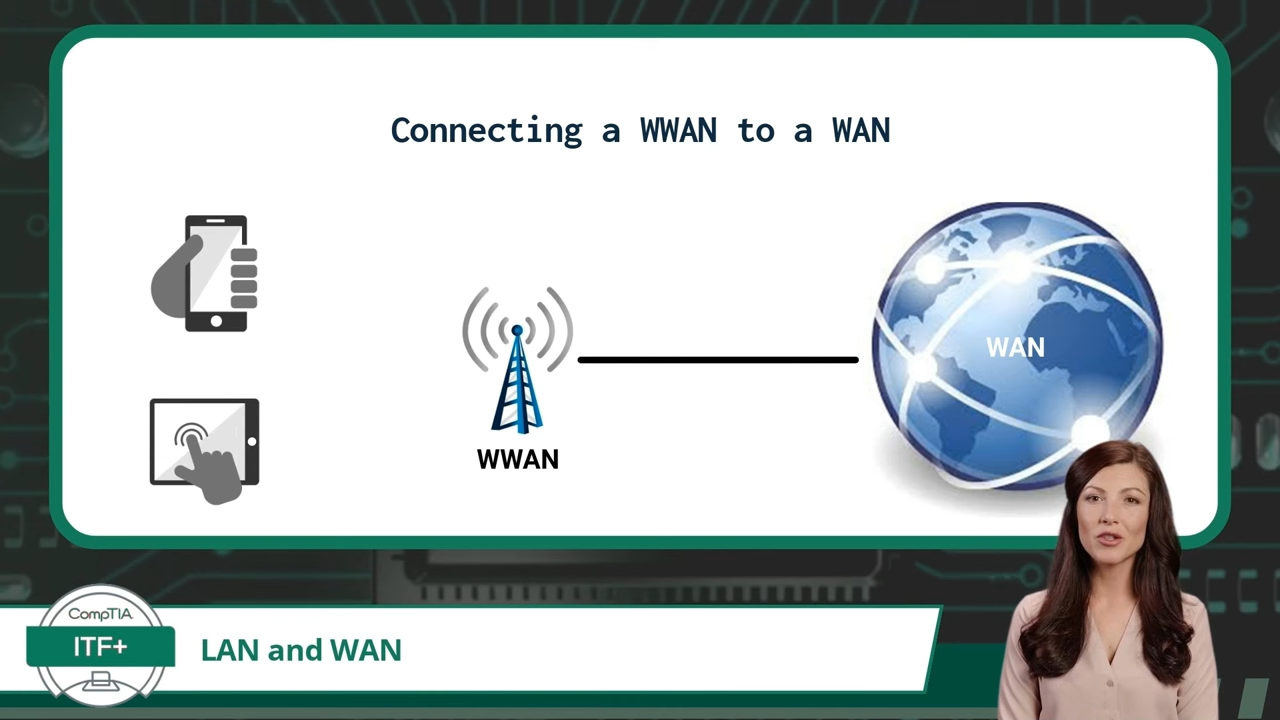 Connecting a WWAN to a WAN
WAN
WWAN
CompTIA
ITF+
LAN and WAN